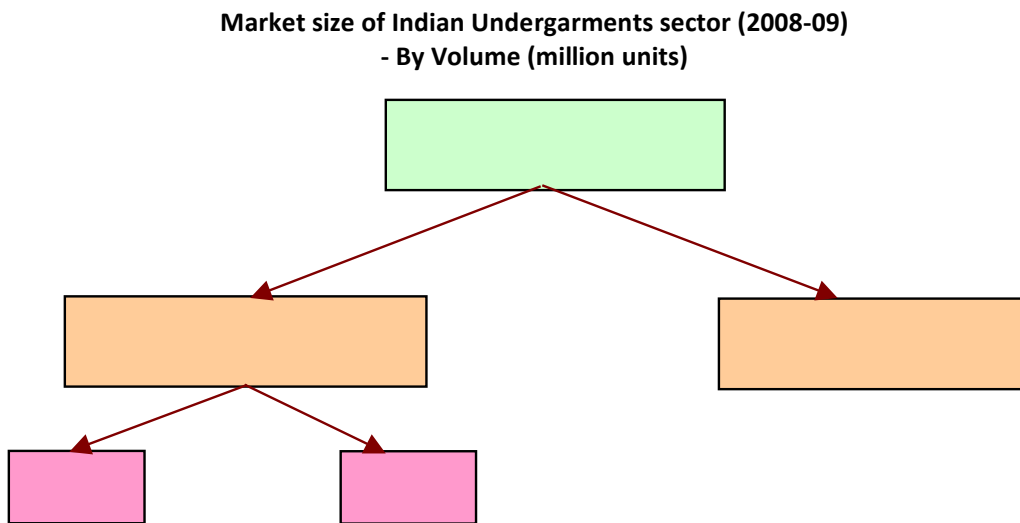 Market size of Indian Undergarments sector (2008-09)
- By Volume (million units)